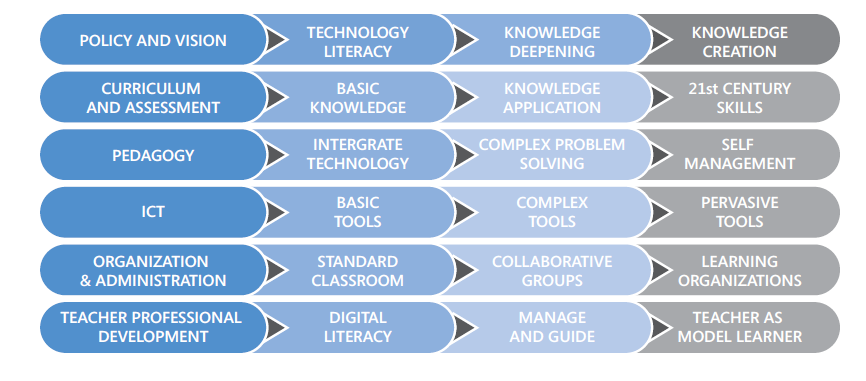 POLICY AND VISION
TECHNOLOGY
LITERACY
KNOWLEDGE
DEEPENING
KNOWLEDGE
CREATION
CURRICULUM
AND ASSESSMENT
BASIC
KNOWLEDGE
KNOWLEDGE
APPLICATION
21st CENTURY
SKILLS
PEDAGOGY
INTERGRATE
TECHNOLOGY
COMPLEX PROBLEM
SOLVING
SELF
MANAGEMENT
ICT
BASIC
TOOLS
COMPLEX
TOOLS
PERVASIVE
TOOLS
ORGANIZATION
& ADMINISTRATION
STANDARD
CLASSROOM
COLLABORATIVE
GROUPS
LEARNING
ORGANIZATIONS
TEACHER PROFESSIONAL
DEVELOPMENT
DIGITAL
LITERACY
MANAGE
AND GUIDE
TEACHER AS
MODEL LEARNER